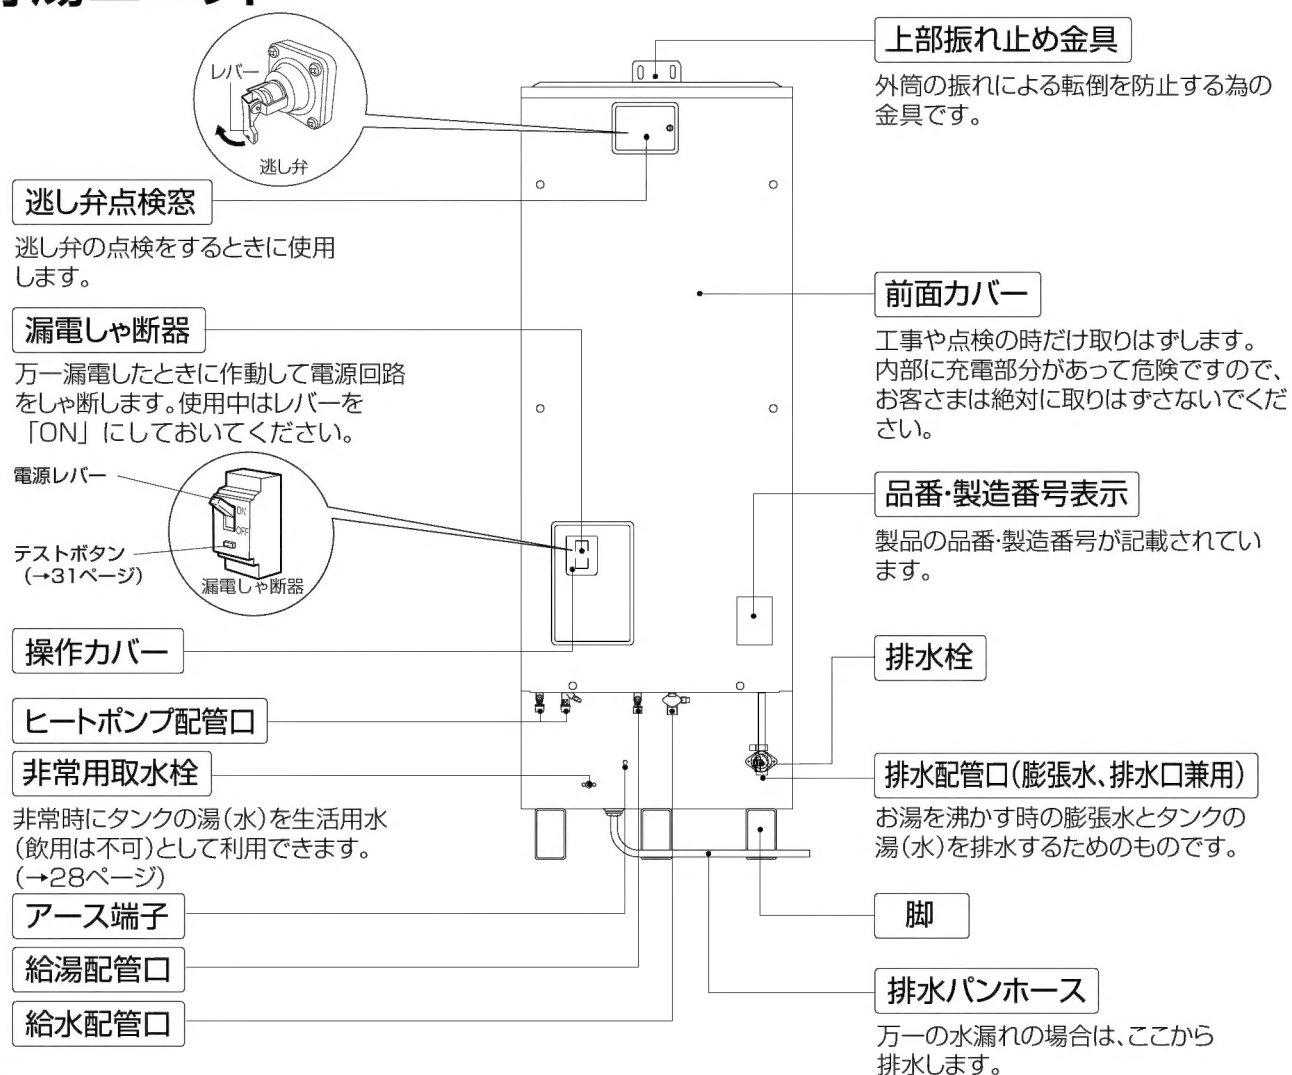 レバー
逃し弁
逃し弁点検窓
逃し弁の点検をするときに使用
します。
漏電しゃ断器
万一漏電したときに作動して電源回路
をしゃ断します。使用中はレバーを
「ON」にしておいてください。
電源レバー
ON
OFF
テストボタン
(→31ページ)
漏電しゃ断器
操作カバー
ヒートポンプ配管口
非常用取水栓
非常時にタンクの湯(水)を生活用水
(飲用は不可)として利用できます。
(→28ページ)
アース端子
給湯配管口
給水配管口
上部振れ止め金具
外筒の振れによる転倒を防止する為の
金具です。
前面カバー
工事や点検の時だけ取りはずします。
内部に充電部分があって危険ですので、
お客さまは絶対に取りはずさないでくだ
さい。
品番・製造番号表示
製品の品番・製造番号が記載されてい
ます。
排水栓
排水配管口(膨張水、排水口兼用)
お湯を沸かす時の膨張水とタンクの
湯(水)を排水するためのものです。
脚
排水パンホース
万一の水漏れの場合は、ここから
排水します。